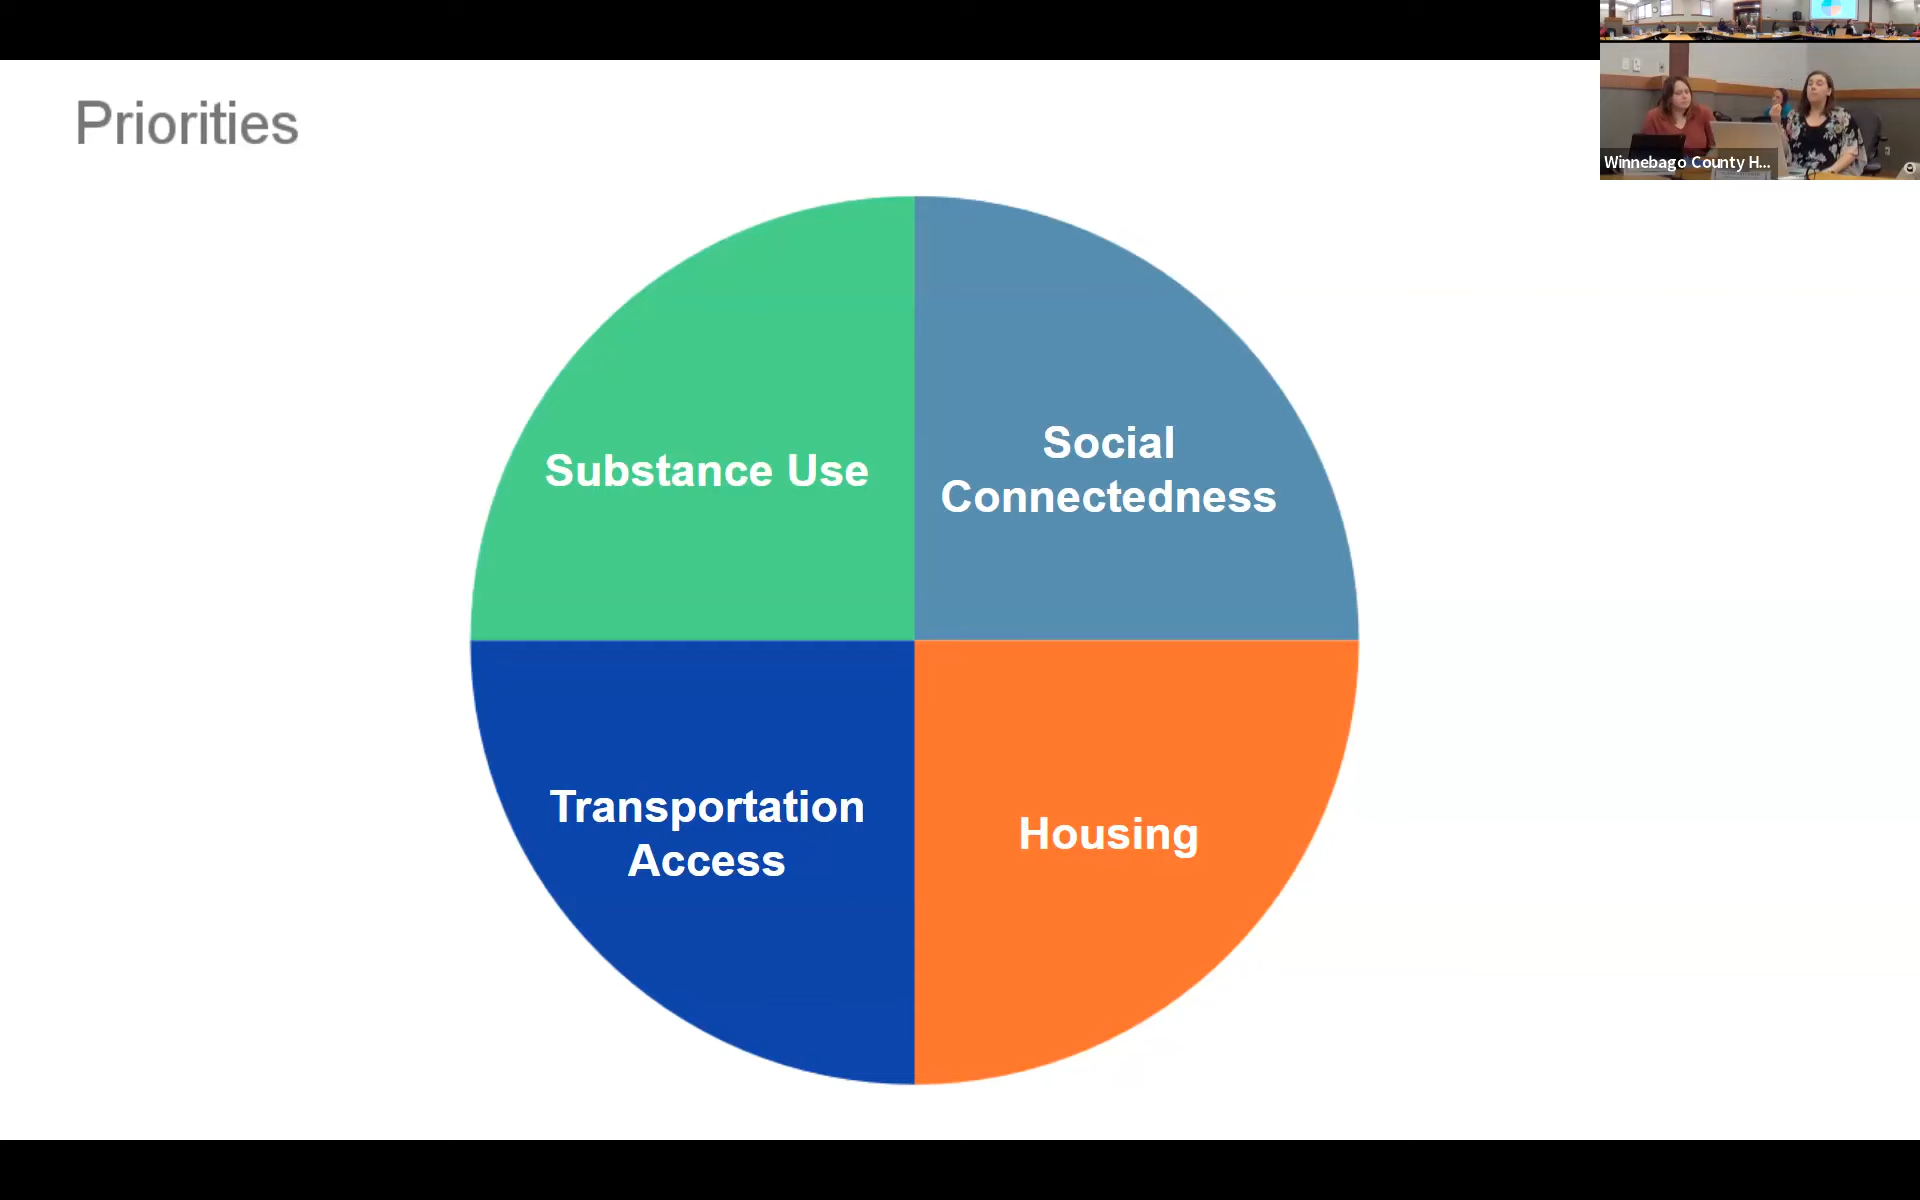 Priorities
Winnebago County H...
Substance Use
Social
Connectedness
Transportation
Access
Housing